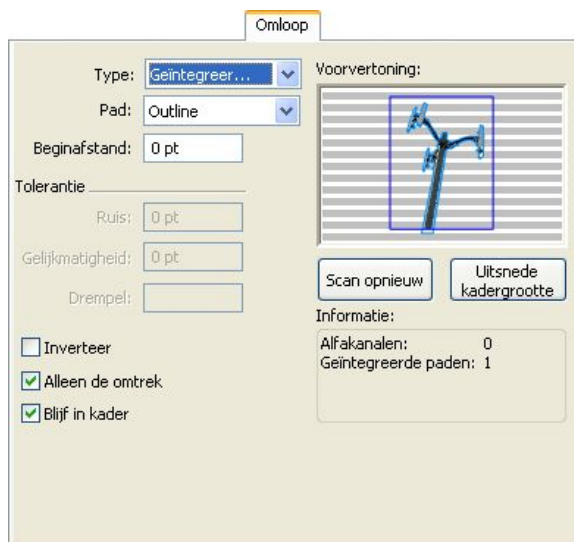 Omloop
Type: Geïntegreer...
Pad: Outline
Beginafstand: 0 pt
Tolerantie
Ruis: 0 pt
Gelijkmatigheid: 0 pt
Drempel:
Inverteer
Alleen de omtrek
Blijf in kader
Voorvertoning:
Scan opnieuw
Uitsnede
kadergrootte
Informatie:
Alfakanalen: 0
Geïntegreerde paden: 1